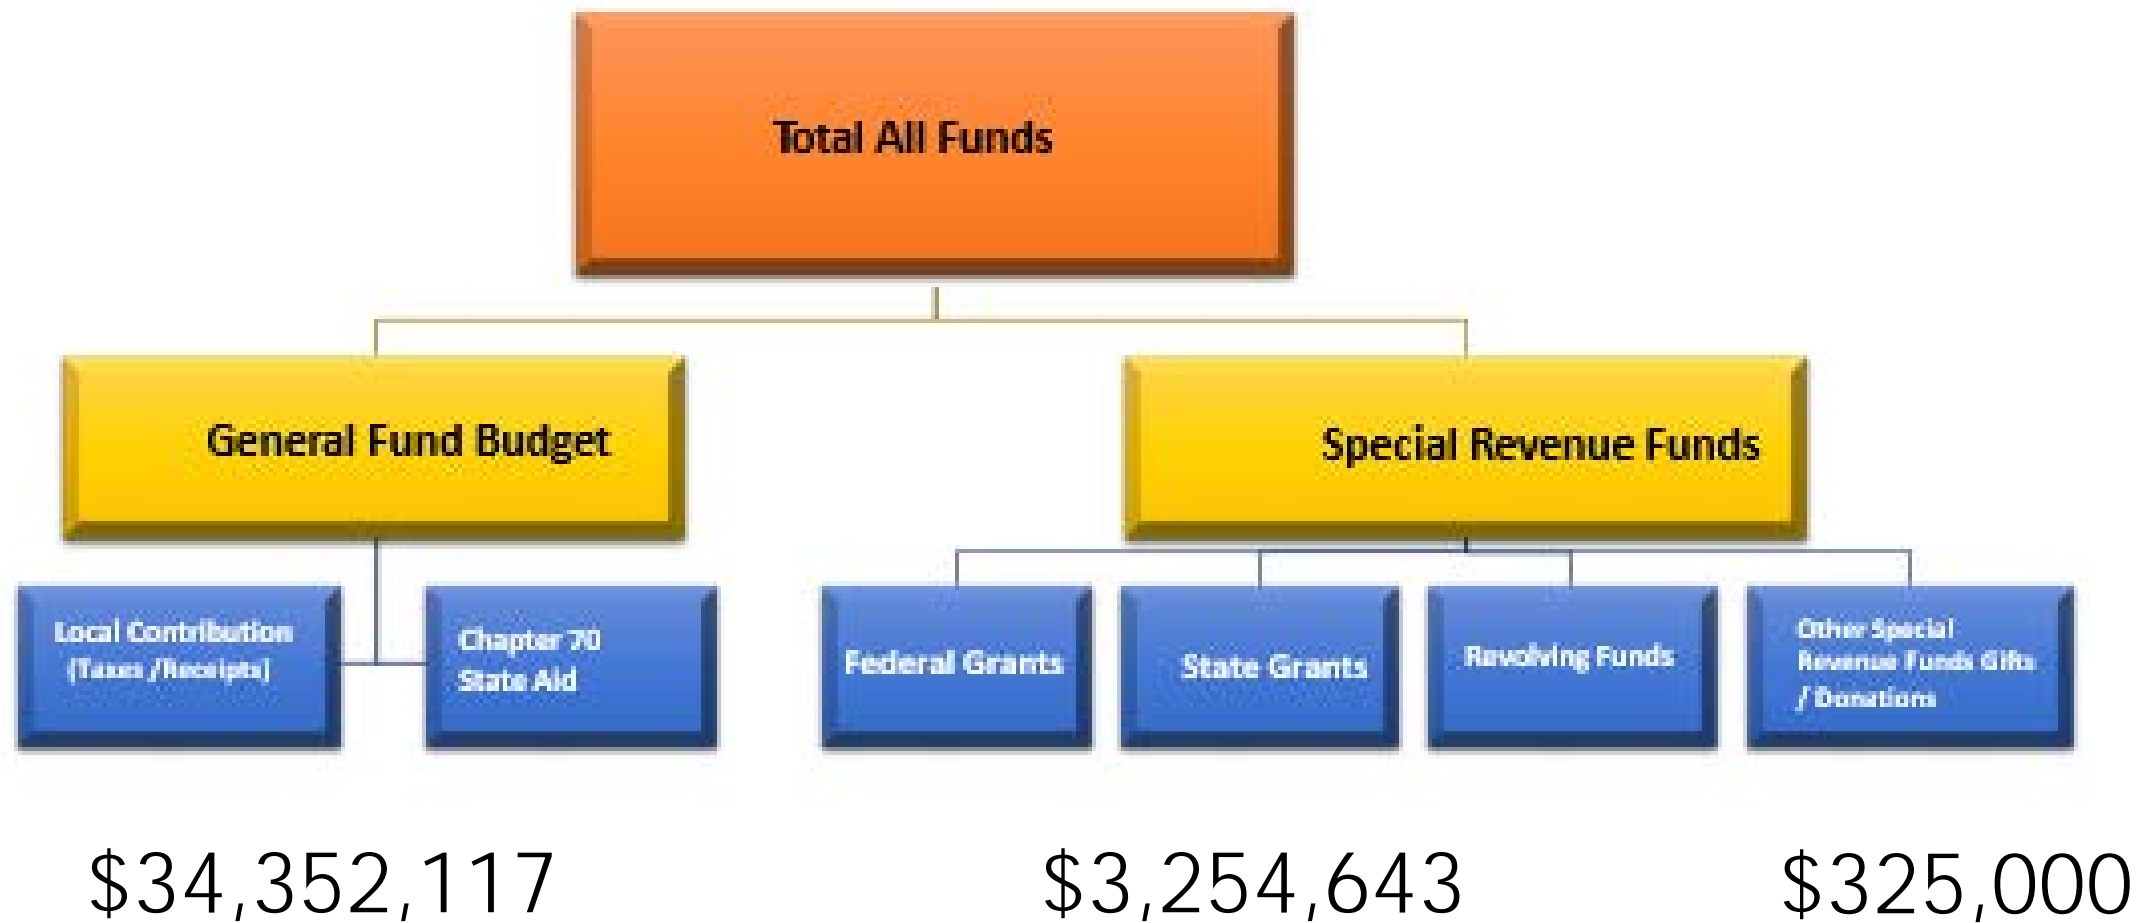 Total All Funds
General Fund Budget
Special Revenue Funds
Local Contribution
(Taxes /Receipts)
Chapter 70
State Aid
Federal Grants
State Grants
Revolving Funds
Other Special
Revenue Funds Gifts
/ Donations
$34,352,117
$3,254,643
$325,000